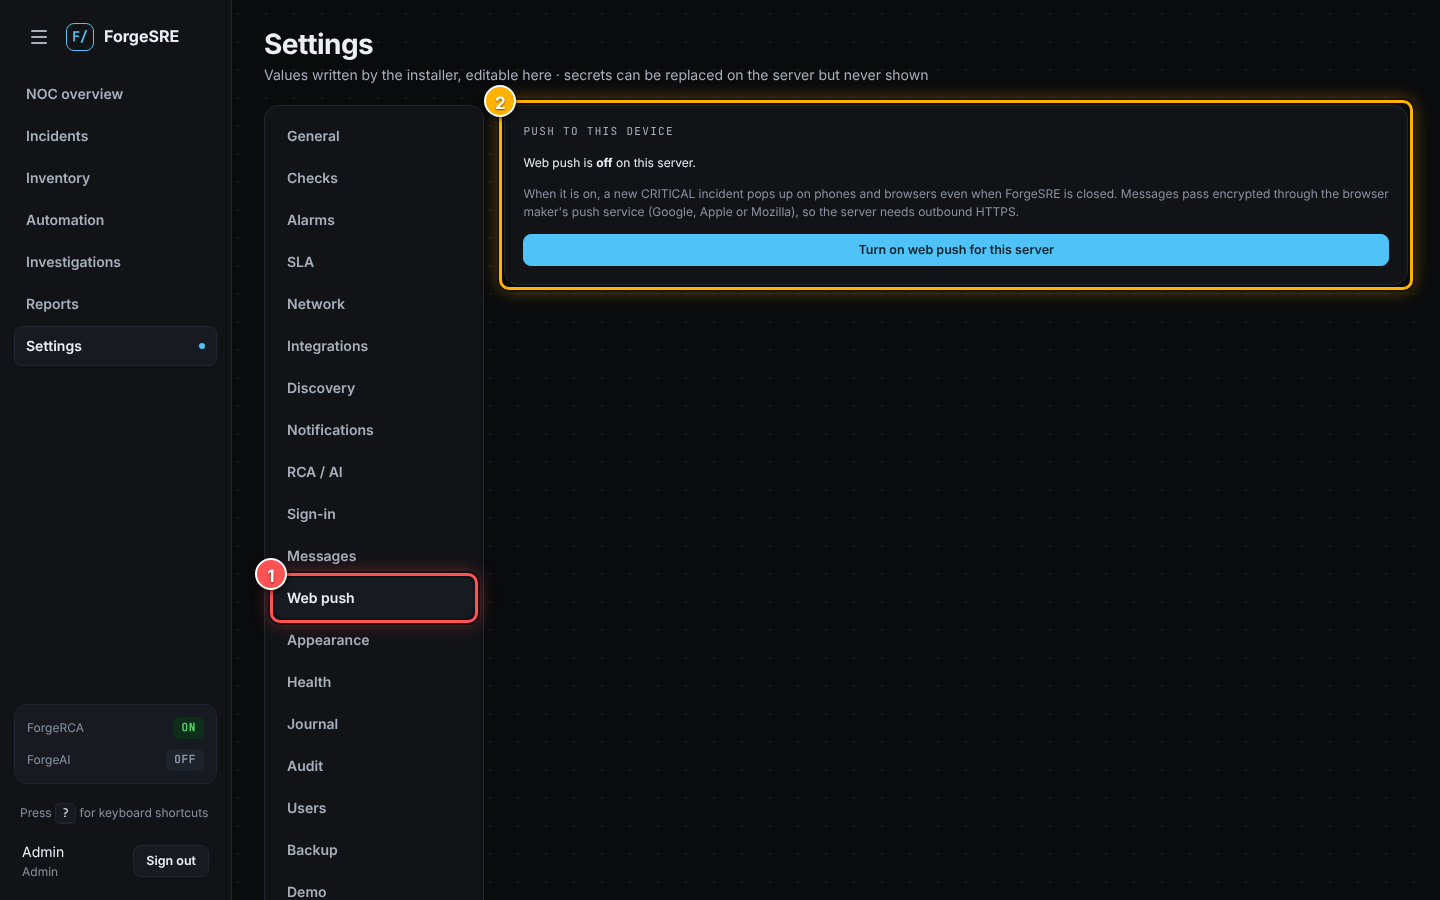 F/ ForgeSRE
NOC overview
Incidents
Inventory
Automation
Investigations
Reports
Settings
ForgeRCA ON
ForgeAI OFF
Press ? for keyboard shortcuts
Admin
Admin
Sign out
Settings
Values written by the installer, editable here · secrets can be replaced on the server but never shown
General
Checks
Alarms
SLA
Network
Integrations
Discovery
Notifications
RCA / AI
Sign-in
Messages
1
Web push
Appearance
Health
Journal
Audit
Users
Backup
Demo
2
PUSH TO THIS DEVICE
Web push is off on this server.
When it is on, a new CRITICAL incident pops up on phones and browsers even when ForgeSRE is closed. Messages pass encrypted through the browser
maker's push service (Google, Apple or Mozilla), so the server needs outbound HTTPS.
Turn on web push for this server